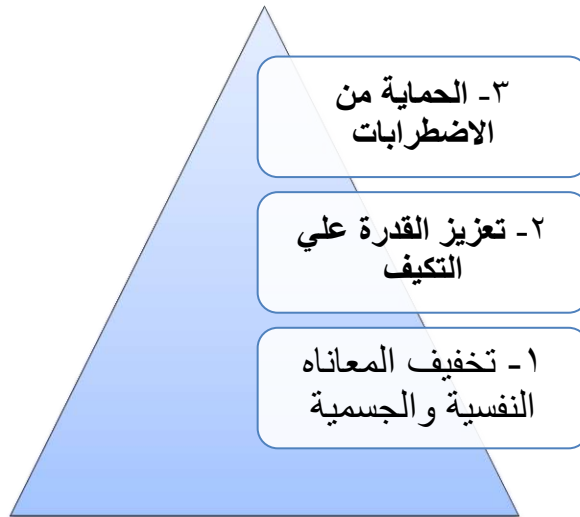 ٣- الحماية من
الاضطرابات
٢- تعزيز القدرة علي
التكيف
١- تخفيف المعاناه
النفسية والجسمية